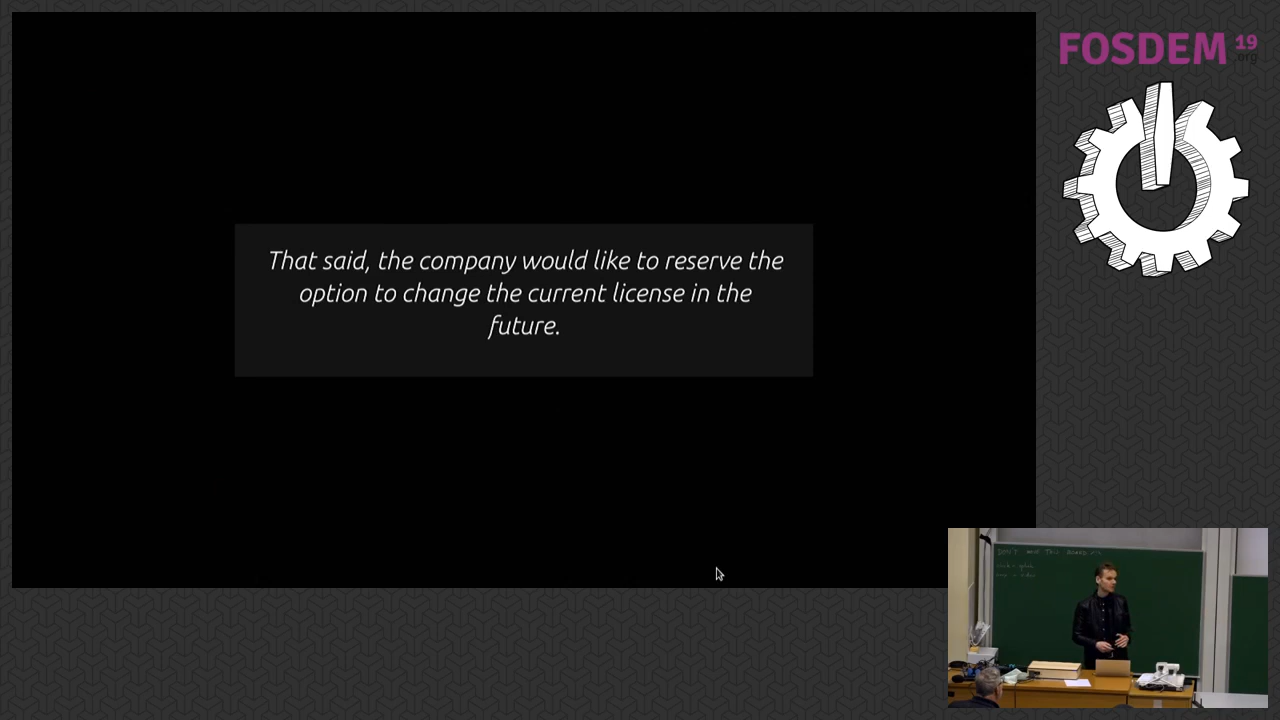 FOSDEM 19
.org
That said, the company would like to reserve the
option to change the current license in the
future.
DON'T